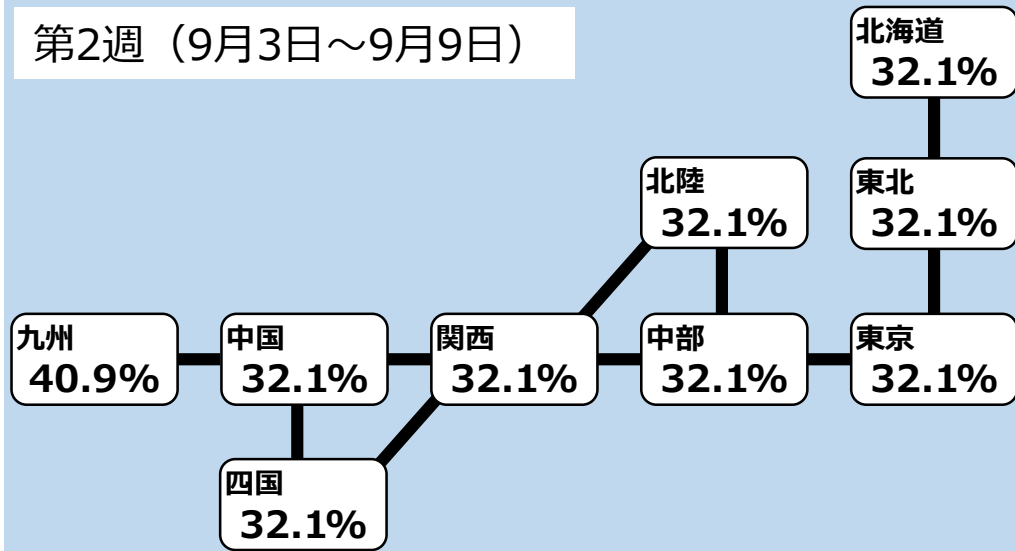 第2週（9月3日～9月9日）
北海道
32.1%
北陸
32.1%
東北
32.1%
九州
40.9%
中国
32.1%
関西
32.1%
中部
32.1%
東京
32.1%
四国
32.1%